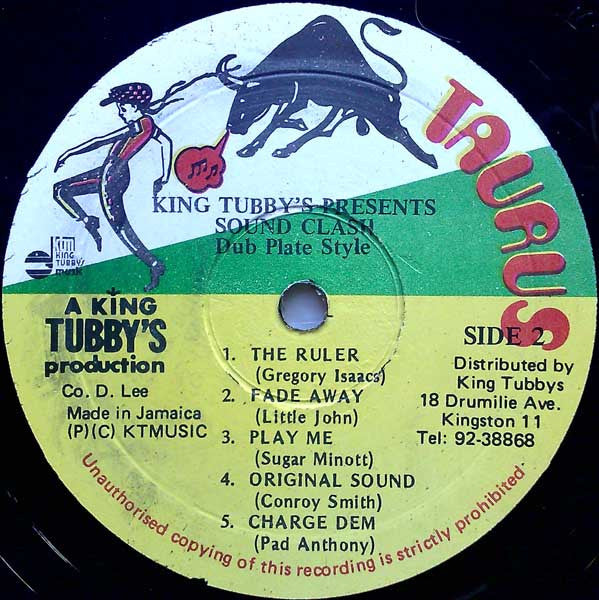 TAURUS
KING TUBBY'S PRESENTS
SOUND CLASH
Dub Plate Style
KING
TUBBY'S
music
A KING
TUBBY'S
production
Co. D. Lee
Made in Jamaica
(P)(C) KTMUSIC
SIDE 2
Distributed by
King Tubbys
18 Drumilie Ave.
Kingston 11
Tel: 92-38868
1. THE RULER
(Gregory Isaacs)
2. FADE AWAY
(Little John)
3. PLAY ME
(Sugar Minott)
4. ORIGINAL SOUND
(Conroy Smith)
5. CHARGE DEM
(Pad Anthony)
Unauthorised copying of this recording is strictly prohibited